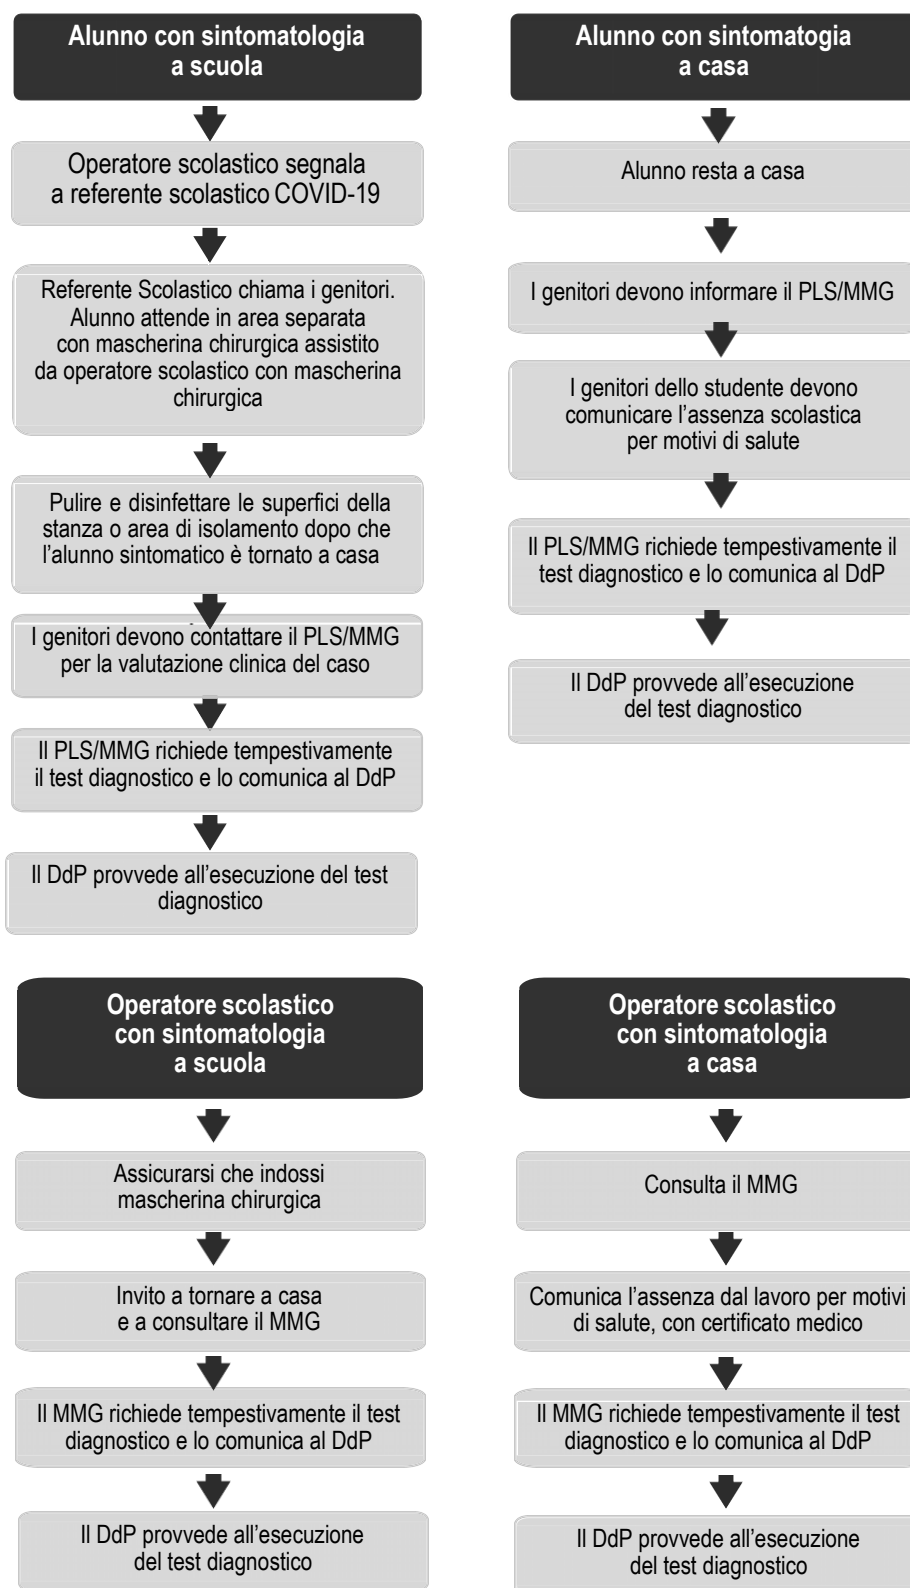 Alunno con sintomatologia
a scuola
Operatore scolastico segnala
a referente scolastico COVID-19
Referente Scolastico chiama i genitori.
Alunno attende in area separata
con mascherina chirurgica assistito
da operatore scolastico con mascherina
chirurgica
Pulire e disinfettare le superfici della
stanza o area di isolamento dopo che
l’alunno sintomatico è tornato a casa
I genitori devono contattare il PLS/MMG
per la valutazione clinica del caso
Il PLS/MMG richiede tempestivamente
il test diagnostico e lo comunica al DdP
Il DdP provvede all’esecuzione del test
diagnostico
Alunno con sintomatogia
a casa
Alunno resta a casa
I genitori devono informare il PLS/MMG
I genitori dello studente devono
comunicare l’assenza scolastica
per motivi di salute
Il PLS/MMG richiede tempestivamente il
test diagnostico e lo comunica al DdP
Il DdP provvede all’esecuzione
del test diagnostico
Operatore scolastico
con sintomatologia
a scuola
Assicurarsi che indossi
mascherina chirurgica
Invito a tornare a casa
e a consultare il MMG
Il MMG richiede tempestivamente il test
diagnostico e lo comunica al DdP
Il DdP provvede all’esecuzione
del test diagnostico
Operatore scolastico
con sintomatologia
a casa
Consulta il MMG
Comunica l’assenza dal lavoro per motivi
di salute, con certificato medico
Il MMG richiede tempestivamente il test
diagnostico e lo comunica al DdP
Il DdP provvede all’esecuzione
del test diagnostico